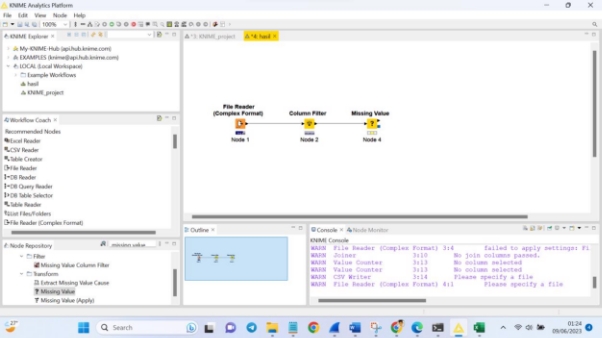 KNIME Analytics Platform
File Edit View Node Help
100%
KNIME Explorer
My-KNIME-Hub (api.hub.knime.com)
EXAMPLES (knime@api.hub.knime.com)
LOCAL (Local Workspace)
Example Workflows
hasil
KNIME_project
Workflow Coach
Recommended Nodes
Excel Reader
CSV Reader
Table Creator
File Reader
DB Reader
DB Query Reader
DB Table Selector
Table Reader
List Files/Folders
File Reader (Complex Format)
Node Repository
missing value
Filter
Missing Value Column Filter
Transform
Extract Missing Value Cause
Missing Value
Missing Value (Apply)
KNIME_project
*4: hasil
File Reader
(Complex Format)
Node 1
Column Filter
Node 2
Missing Value
Node 4
Outline
Console
Node Monitor
KNIME Console
WARN File Reader (Complex Format) 3:4 failed to apply settings: Fi
WARN Joiner 3:10 No join columns passed.
WARN Value Counter 3:13 No column selected
WARN Value Counter 3:13 No column selected
WARN CSV Writer 3:14 Please specify a file
WARN File Reader (Complex Format) 4:1 Please specify a file
Search
01:24
09/06/2023